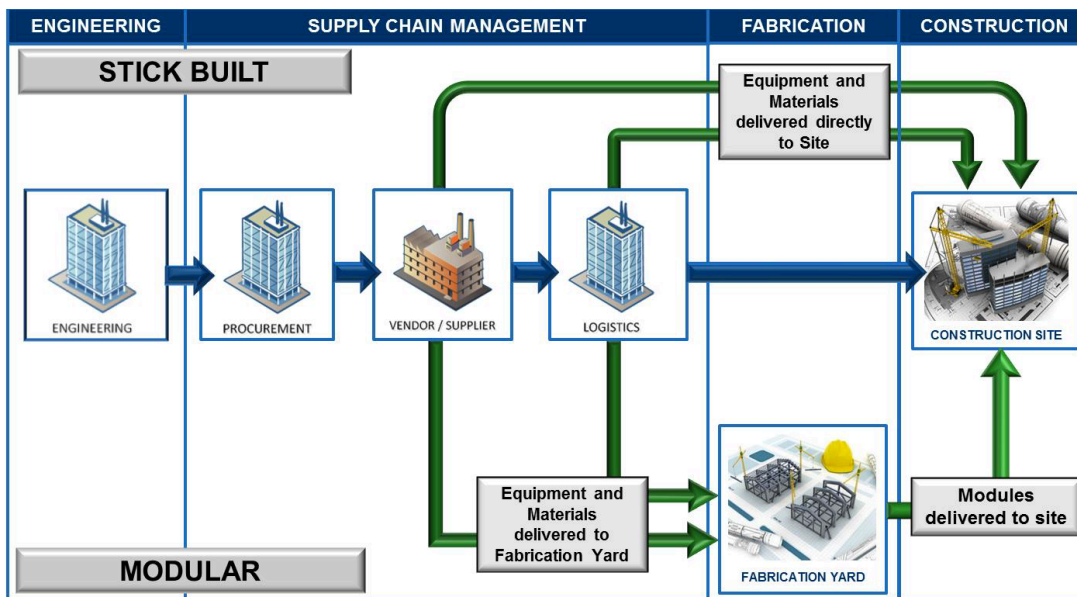 ENGINEERING
SUPPLY CHAIN MANAGEMENT
FABRICATION
CONSTRUCTION
STICK BUILT
Equipment and
Materials
delivered directly
to Site
ENGINEERING
PROCUREMENT
VENDOR / SUPPLIER
LOGISTICS
CONSTRUCTION SITE
Equipment and
Materials
delivered to
Fabrication Yard
Modules
delivered to site
MODULAR
FABRICATION YARD